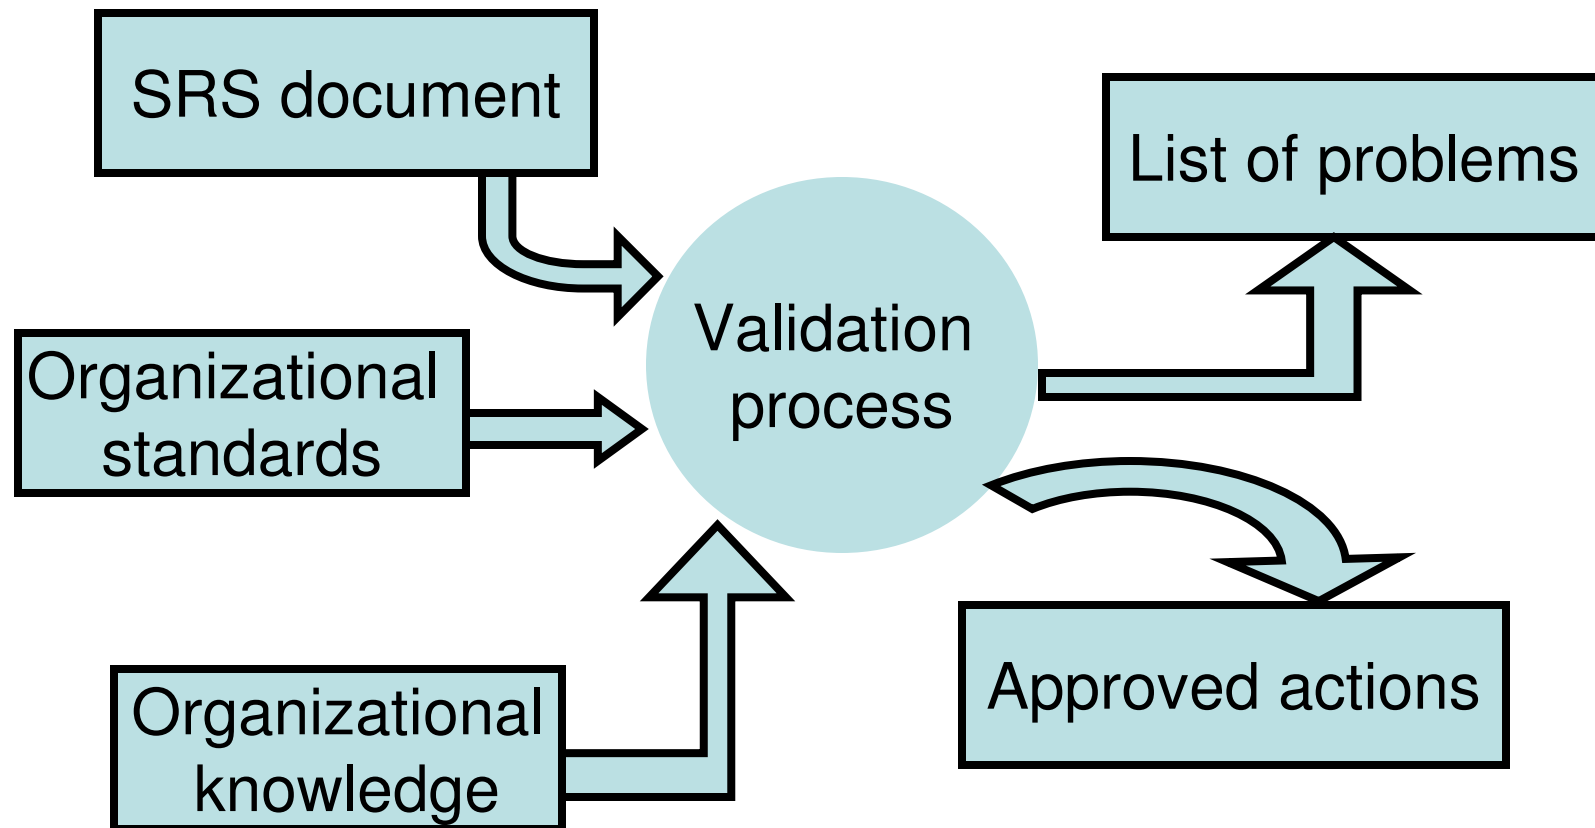 SRS document
List of problems
Validation
process
Organizational
standards
Approved actions
Organizational
knowledge